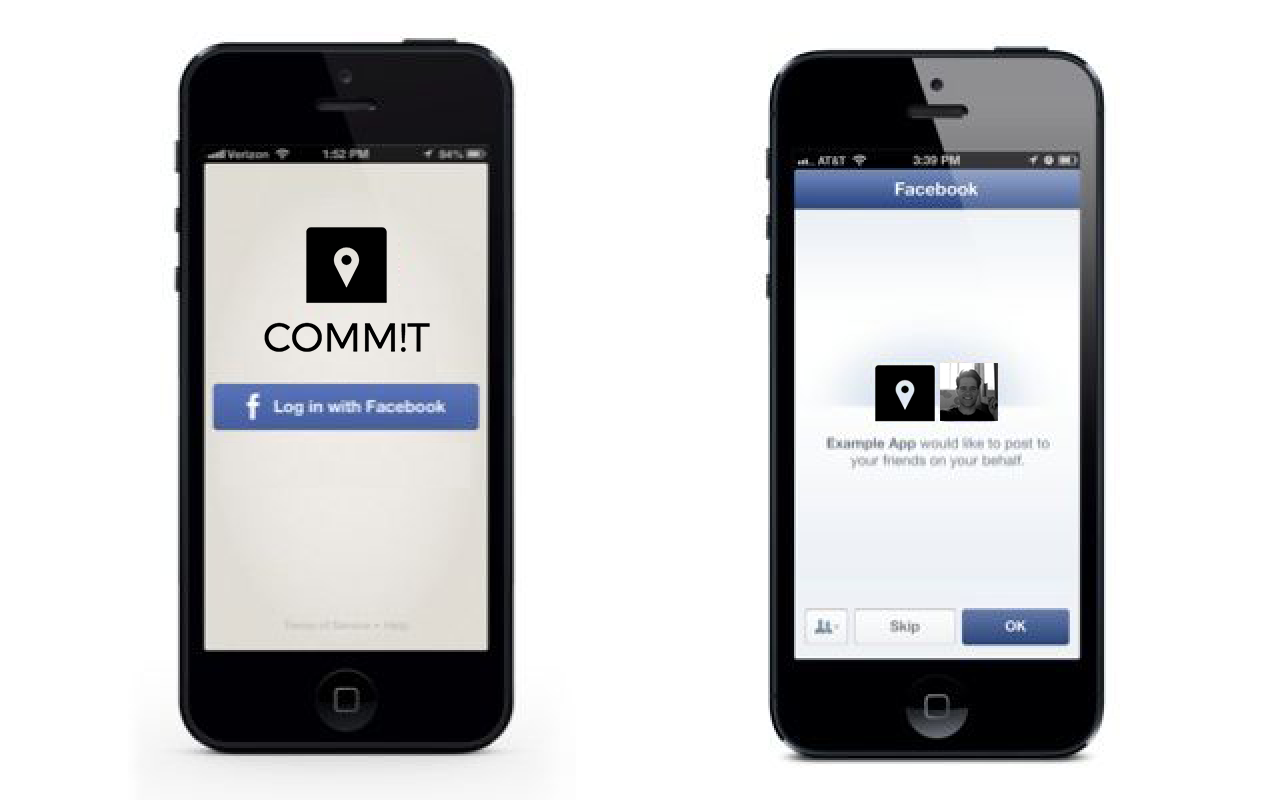 Verizon 1:52 PM 84%
COMM!T
f Log in with Facebook
Terms of Service • Help
AT&T 3:39 PM
Facebook
Example App would like to post to
your friends on your behalf.
Skip OK